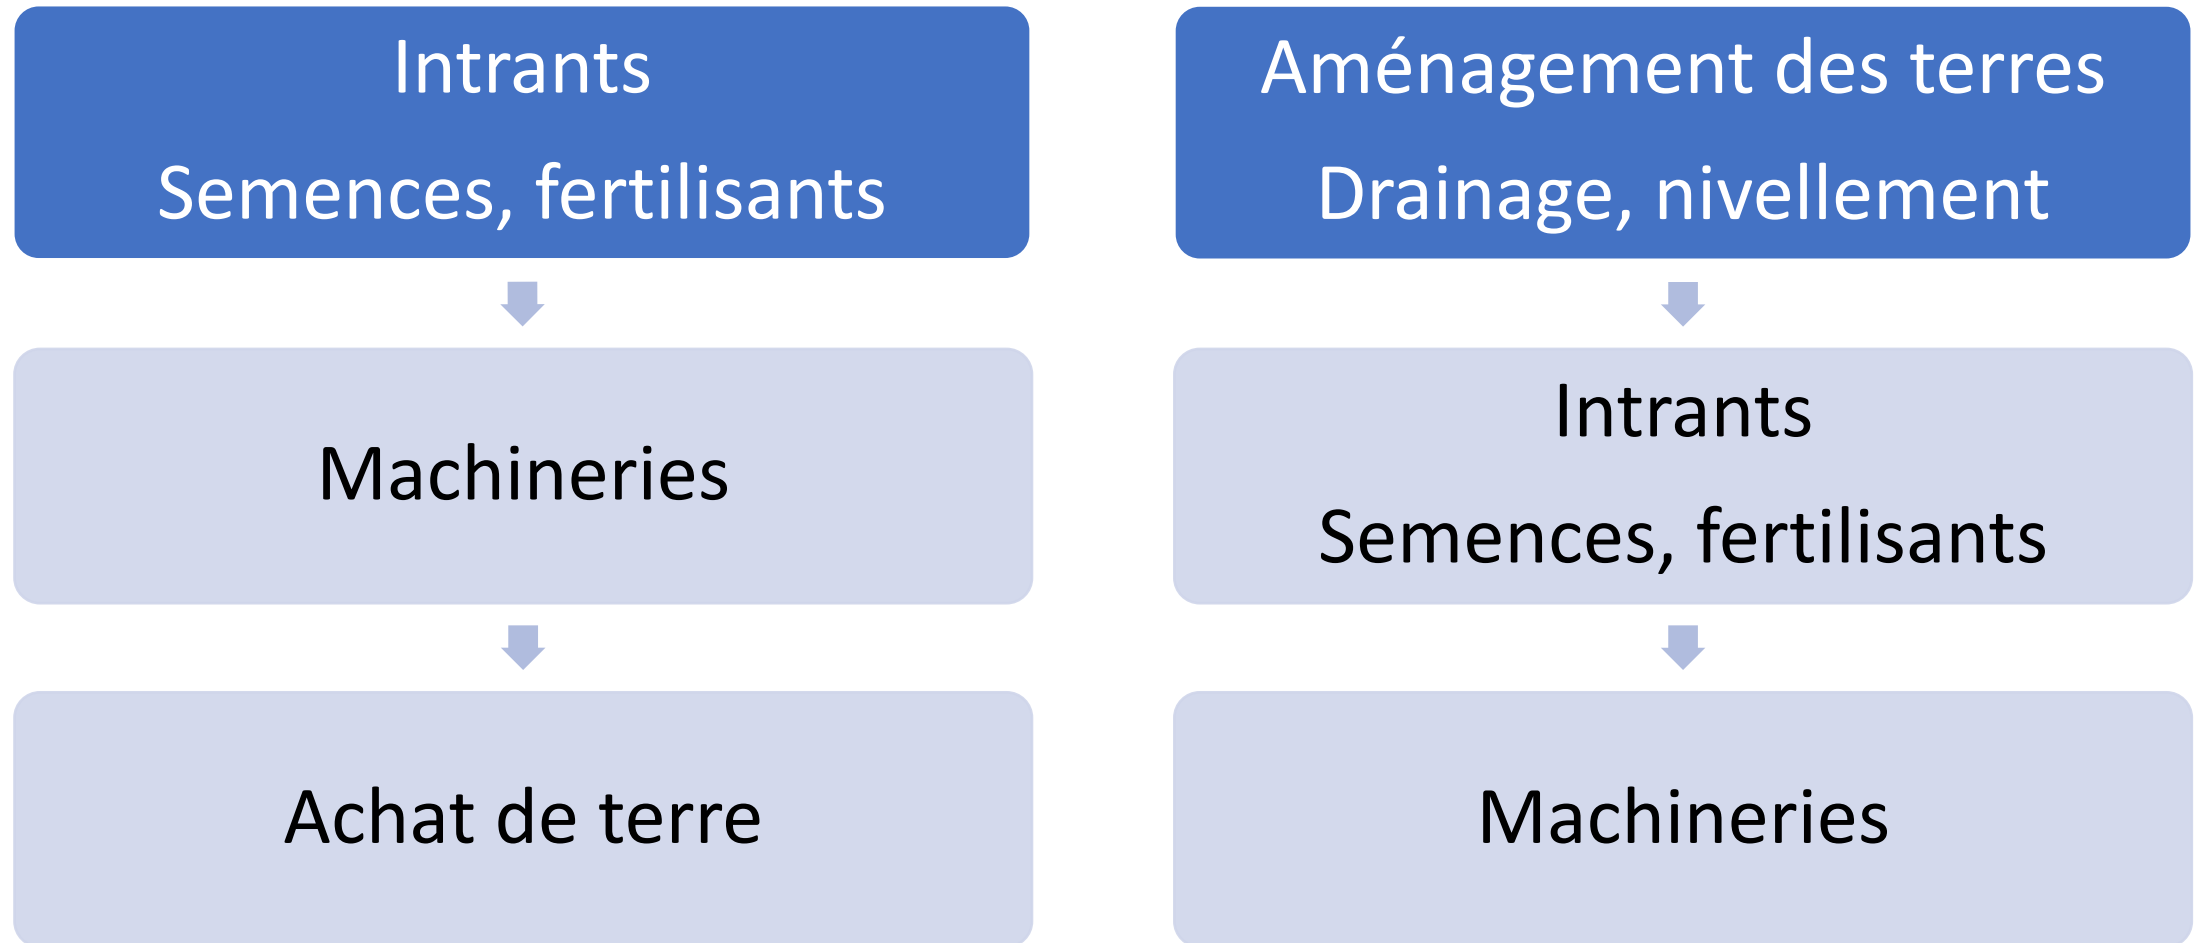 Intrants
Semences, fertilisants
Machineries
Achat de terre
Aménagement des terres
Drainage, nivellement
Intrants
Semences, fertilisants
Machineries